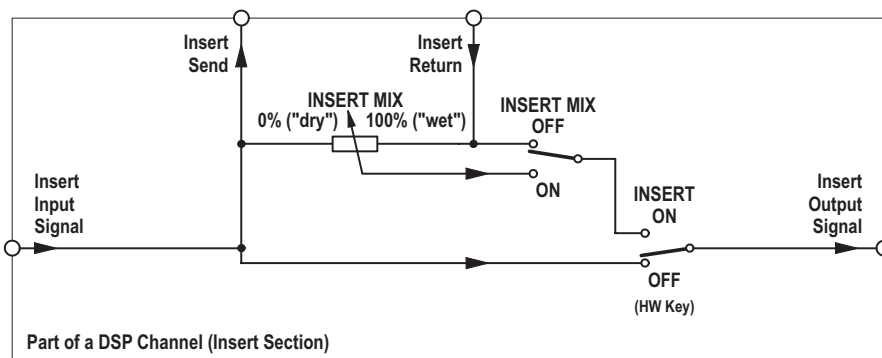 Insert
Send
Insert
Return
INSERT MIX
0% ("dry")
100% ("wet")
INSERT MIX
OFF
ON
Insert
Input
Signal
INSERT
ON
Insert
Output
Signal
OFF
(HW Key)
Part of a DSP Channel (Insert Section)